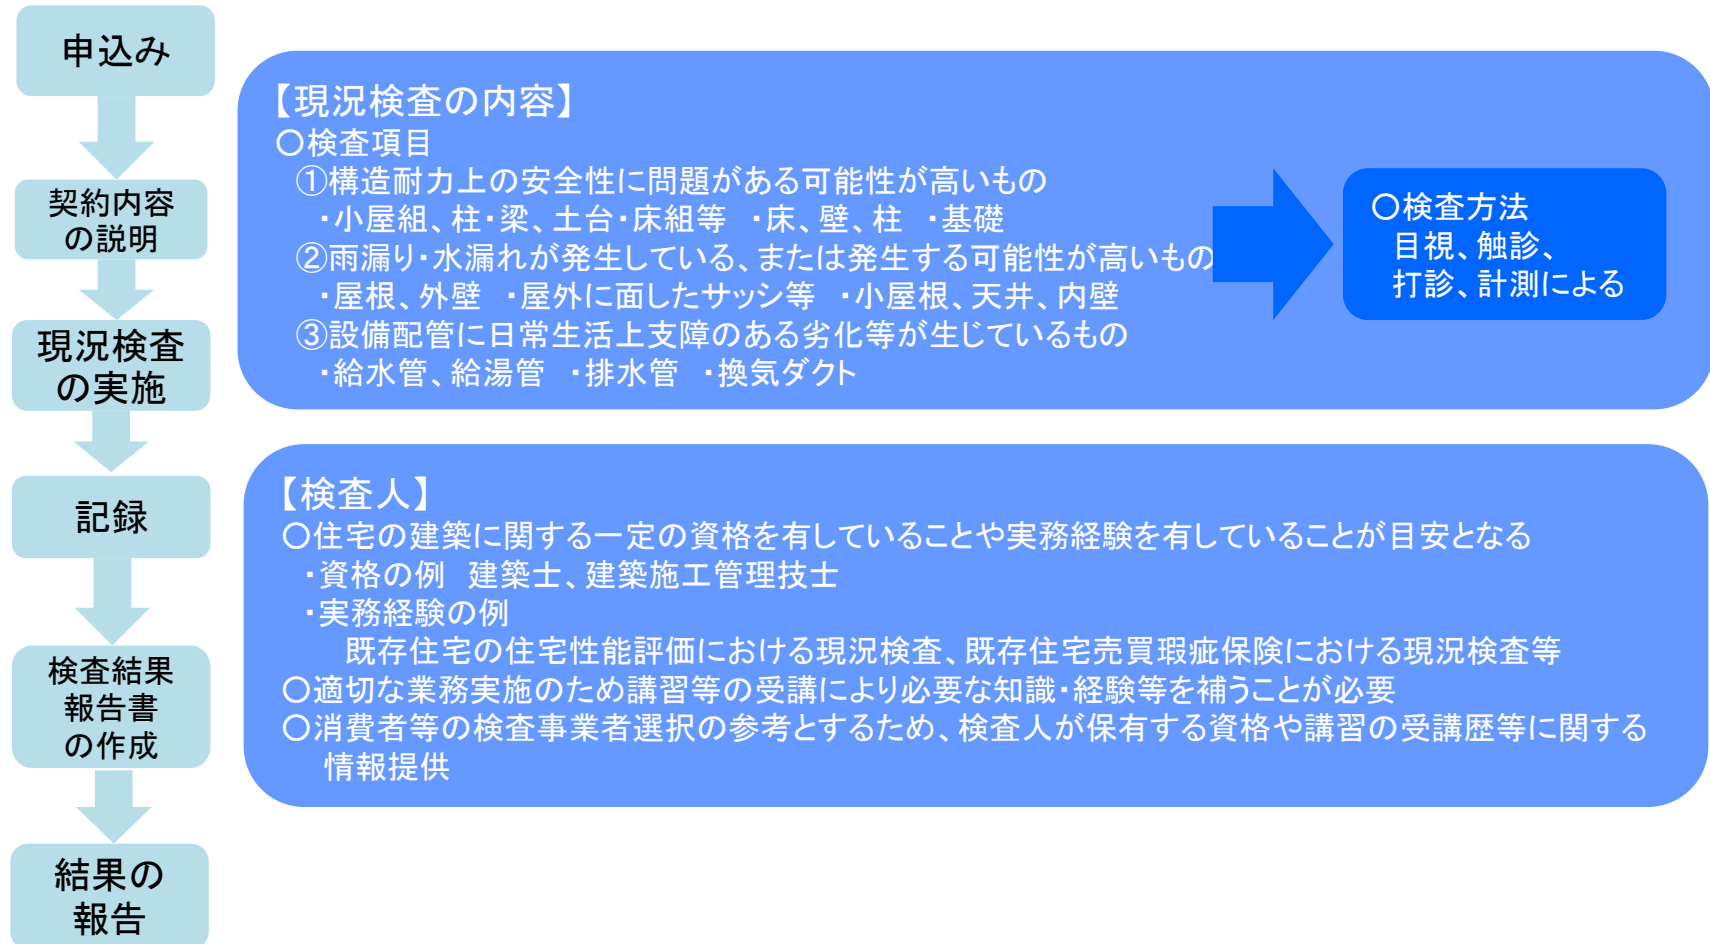 申込み
契約内容
の説明
現況検査
の実施
記録
検査結果
報告書
の作成
結果の
報告
【現況検査の内容】
○検査項目
①構造耐力上の安全性に問題がある可能性が高いもの
・小屋組、柱・梁、土台・床組等 ・床、壁、柱 ・基礎
②雨漏り・水漏れが発生している、または発生する可能性が高いもの
・屋根、外壁 ・屋外に面したサッシ等 ・小屋根、天井、内壁
③設備配管に日常生活上支障のある劣化等が生じているもの
・給水管、給湯管 ・排水管 ・換気ダクト
○検査方法
目視、触診、
打診、計測による
【検査人】
○住宅の建築に関する一定の資格を有していることや実務経験を有していることが目安となる
・資格の例 建築士、建築施工管理技士
・実務経験の例
既存住宅の住宅性能評価における現況検査、既存住宅売買瑕疵保険における現況検査等
○適切な業務実施のため講習等の受講により必要な知識・経験等を補うことが必要
○消費者等の検査事業者選択の参考とするため、検査人が保有する資格や講習の受講歴等に関する
情報提供